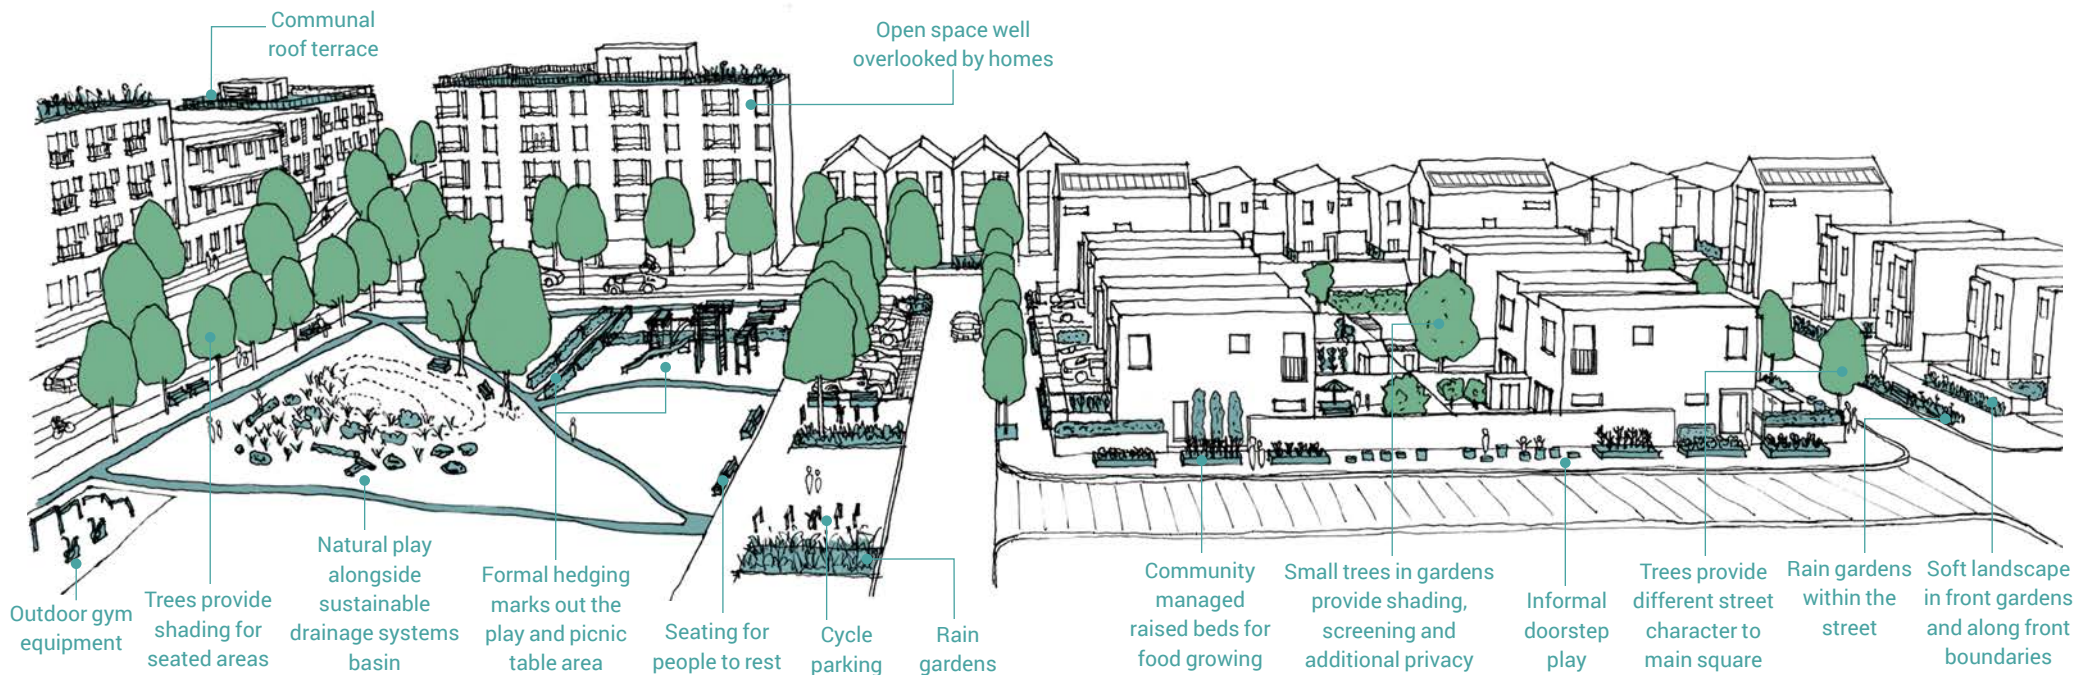 Communal
roof terrace
Open space well
overlooked by homes
Outdoor gym
equipment
Trees provide
shading for
seated areas
Natural play
alongside
sustainable
drainage systems
basin
Formal hedging
marks out the
play and picnic
table area
Seating for
people to rest
Cycle
parking
Rain
gardens
Community
managed
raised beds for
food growing
Small trees in gardens
provide shading,
screening and
additional privacy
Informal
doorstep
play
Trees provide
different street
character to
main square
Rain gardens
within the
street
Soft landscape
in front gardens
and along front
boundaries